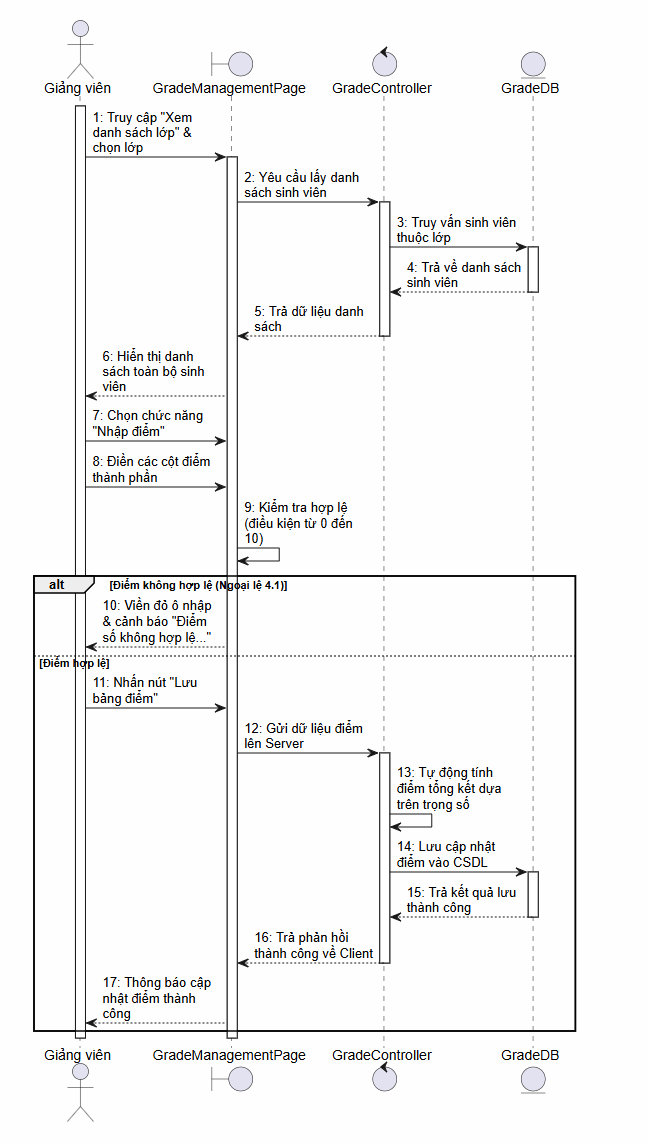 Giảng viên
GradeManagementPage
GradeController
GradeDB
1: Truy cập "Xem
danh sách lớp" &
chọn lớp
2: Yêu cầu lấy danh
sách sinh viên
3: Truy vấn sinh viên
thuộc lớp
4: Trả về danh sách
sinh viên
5: Trả dữ liệu danh
sách
6: Hiển thị danh
sách toàn bộ sinh
viên
7: Chọn chức năng
"Nhập điểm"
8: Điền các cột điểm
thành phần
9: Kiểm tra hợp lệ
(điều kiện từ 0 đến
10)
alt
[Điểm không hợp lệ (Ngoại lệ 4.1)]
10: Viền đỏ ô nhập
& cảnh báo "Điểm
số không hợp lệ..."
[Điểm hợp lệ]
11: Nhấn nút "Lưu
bảng điểm"
12: Gửi dữ liệu điểm
lên Server
13: Tự động tính
điểm tổng kết dựa
trên trọng số
14: Lưu cập nhật
điểm vào CSDL
15: Trả kết quả lưu
thành công
16: Trả phản hồi
thành công về Client
17: Thông báo cập
nhật điểm thành
công
Giảng viên
GradeManagementPage
GradeController
GradeDB